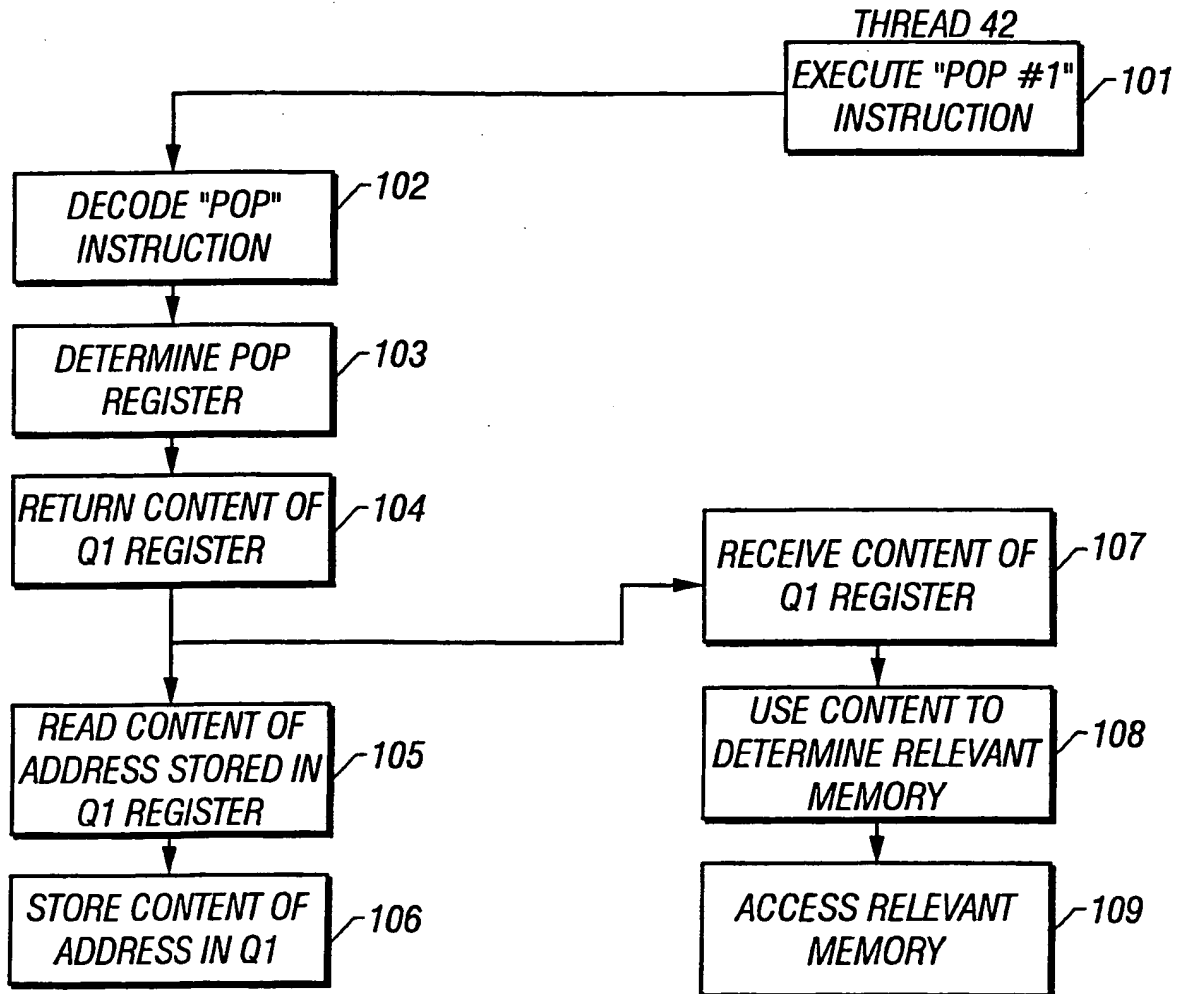 THREAD 42
EXECUTE "POP #1"
INSTRUCTION
101
DECODE "POP"
INSTRUCTION
102
DETERMINE POP
REGISTER
103
RETURN CONTENT OF
Q1 REGISTER
104
READ CONTENT OF
ADDRESS STORED IN
Q1 REGISTER
105
STORE CONTENT OF
ADDRESS IN Q1
106
RECEIVE CONTENT OF
Q1 REGISTER
107
USE CONTENT TO
DETERMINE RELEVANT
MEMORY
108
ACCESS RELEVANT
MEMORY
109